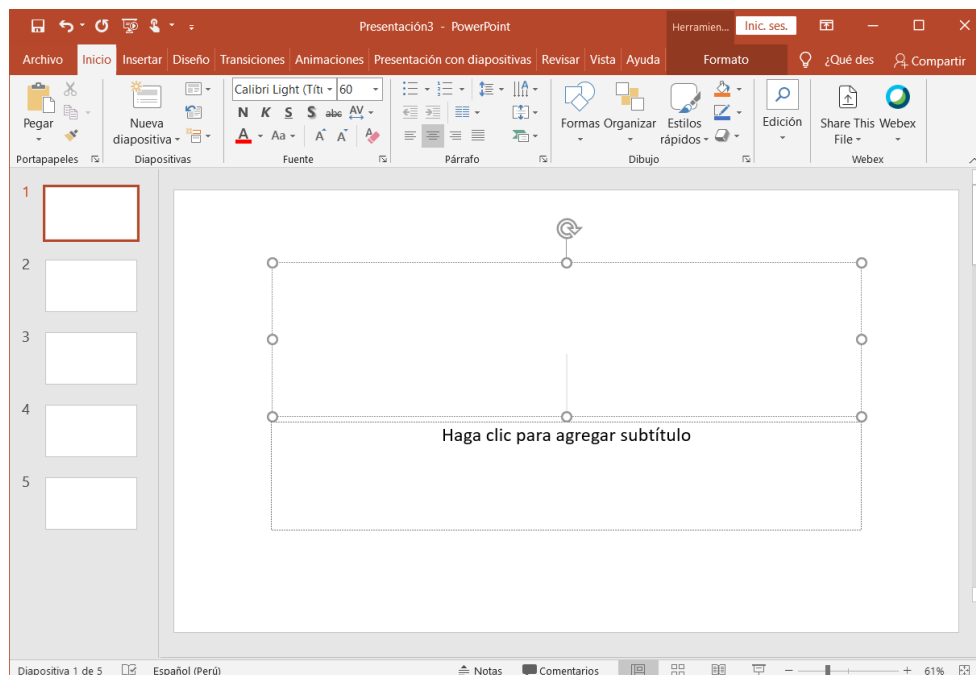 Presentación3 - PowerPoint
Herramien...
Inic. ses.
Archivo Inicio Insertar Diseño Transiciones Animaciones Presentación con diapositivas Revisar Vista Ayuda Formato ¿Qué des Compartir
Calibri Light (Títu 60
Pegar
Nueva
diapositiva
N K S S abc AV
A Aa A A
Formas Organizar Estilos
rápidos
Edición
Share This Webex
File
Portapapeles Diapositivas Fuente Párrafo Dibujo Webex
1
2
3
4
5
Haga clic para agregar subtítulo
Diapositiva 1 de 5 Español (Perú) Notas Comentarios 61%